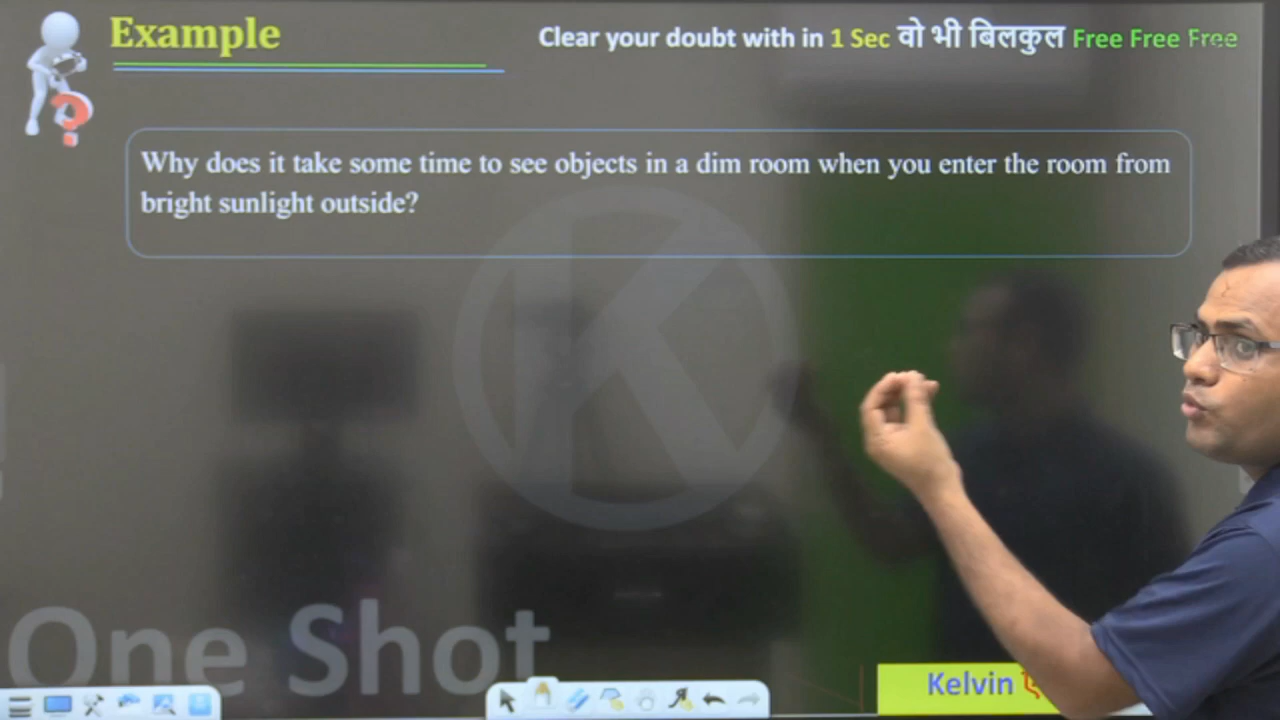 Example
Clear your doubt with in 1 Sec वो भी बिलकुल Free Free Free
Why does it take some time to see objects in a dim room when you enter the room from
bright sunlight outside?
K
One Shot
Kelvin